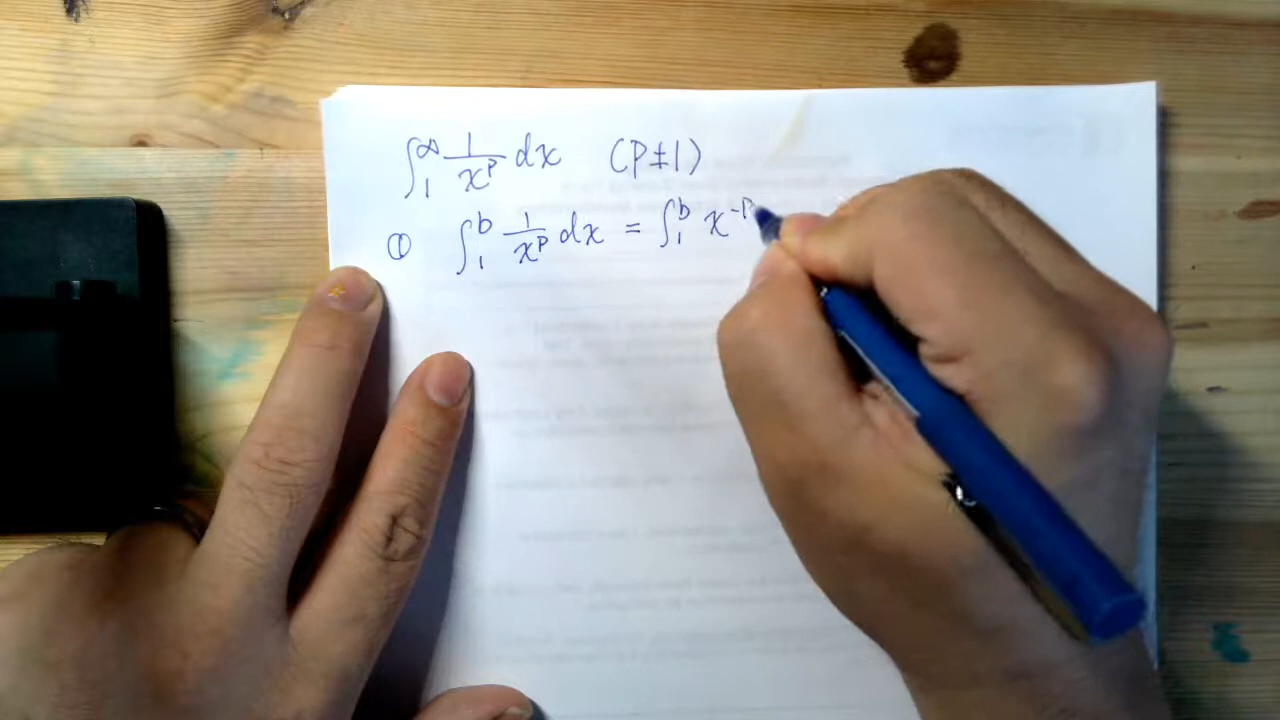 ∫₁^∞ 1/x^p dx (p≠1)
① ∫₁^b 1/x^p dx = ∫₁^b x^-p